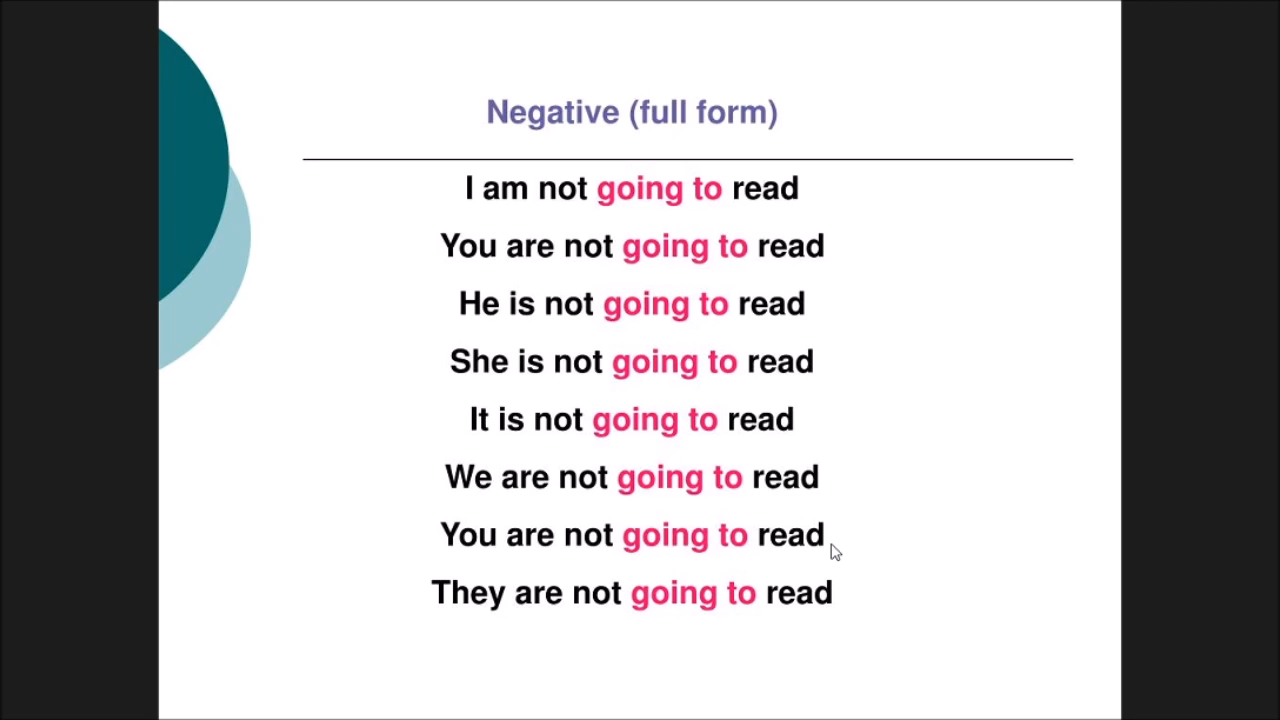 Negative (full form)
I am not going to read
You are not going to read
He is not going to read
She is not going to read
It is not going to read
We are not going to read
You are not going to read
They are not going to read